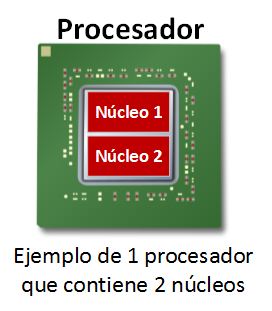 Procesador
Núcleo 1
Núcleo 2
Ejemplo de 1 procesador
que contiene 2 núcleos